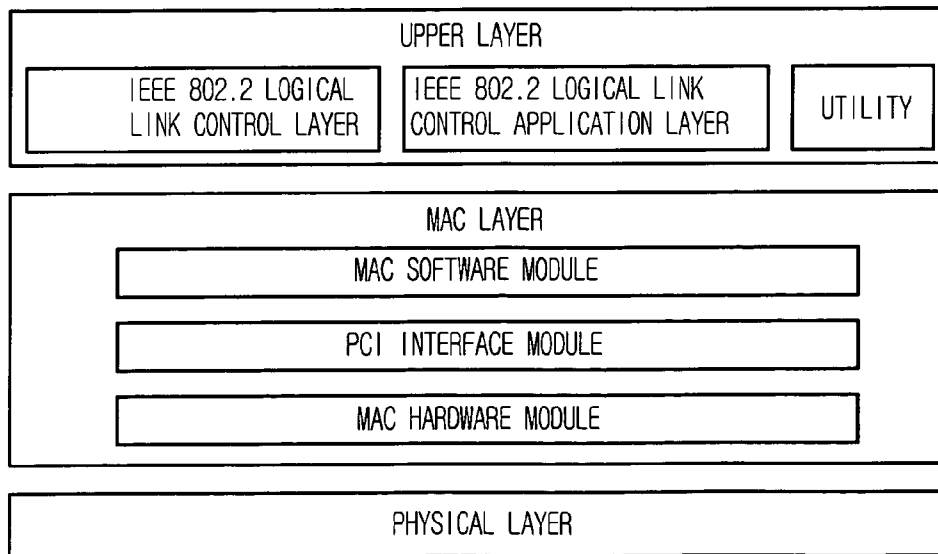 UPPER LAYER
IEEE 802.2 LOGICAL
LINK CONTROL LAYER
IEEE 802.2 LOGICAL LINK
CONTROL APPLICATION LAYER
UTILITY
MAC LAYER
MAC SOFTWARE MODULE
PCI INTERFACE MODULE
MAC HARDWARE MODULE
PHYSICAL LAYER